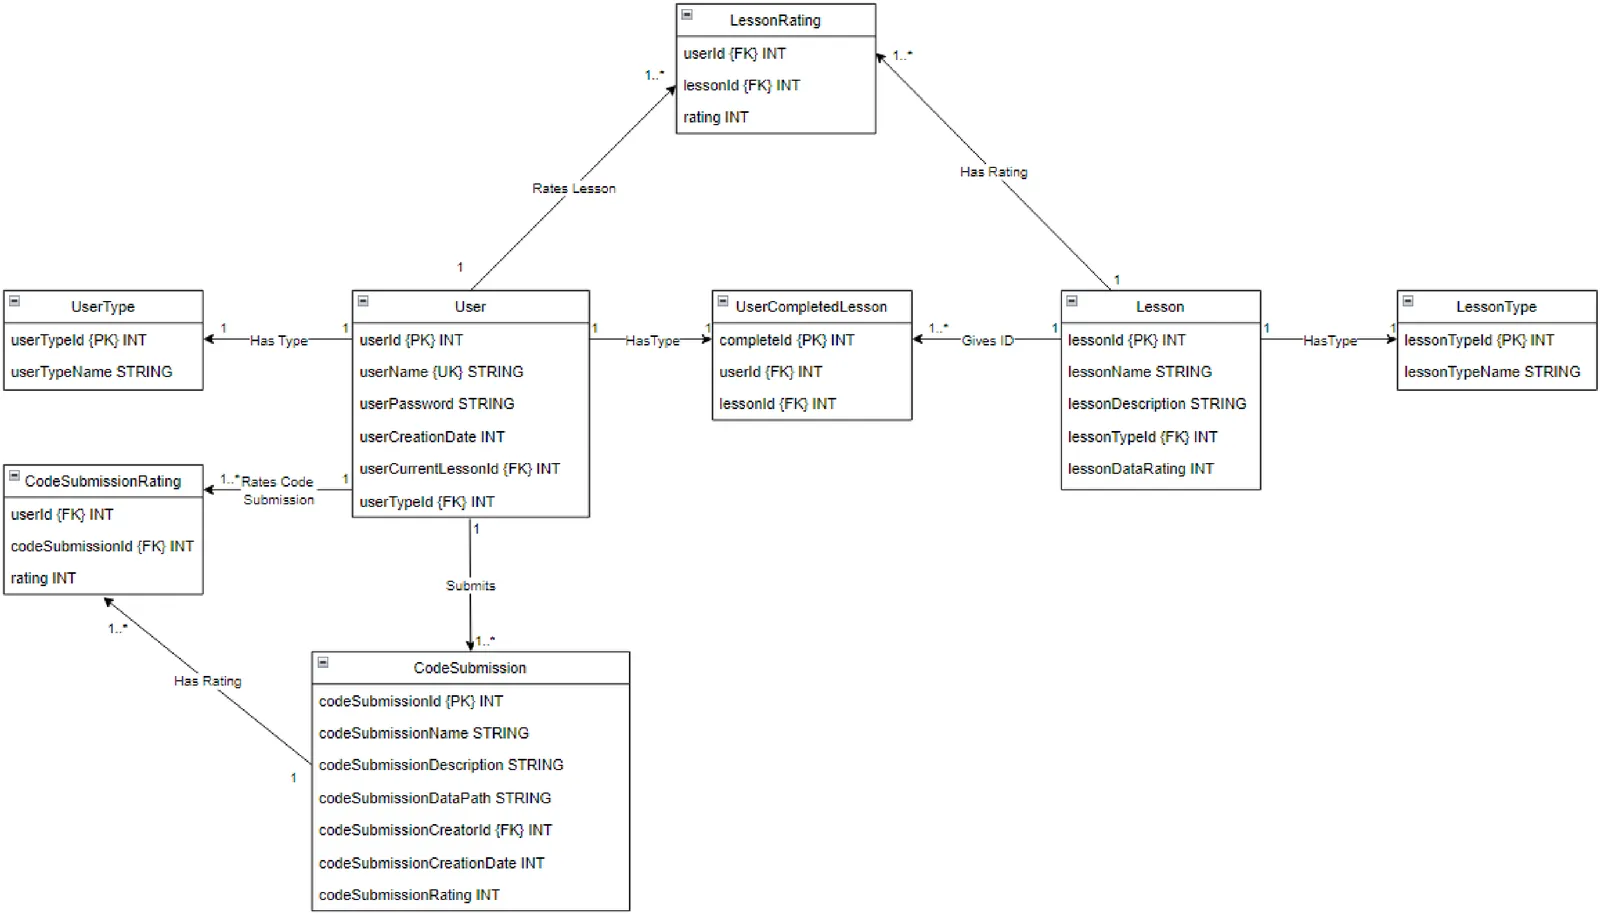 LessonRating
userId {FK} INT
lessonId {FK} INT
rating INT
1..*
1..*
Rates Lesson
Has Rating
1
1
UserType
userTypeId {PK} INT
userTypeName STRING
1
Has Type
1
User
userId {PK} INT
userName {UK} STRING
userPassword STRING
userCreationDate INT
userCurrentLessonId {FK} INT
userTypeId {FK} INT
1
HasType
1
UserCompletedLesson
completeId {PK} INT
userId {FK} INT
lessonId {FK} INT
1..*
Gives ID
1
Lesson
lessonId {PK} INT
lessonName STRING
lessonDescription STRING
lessonTypeId {FK} INT
lessonDataRating INT
1
HasType
1
LessonType
lessonTypeId {PK} INT
lessonTypeName STRING
CodeSubmissionRating
userId {FK} INT
codeSubmissionId {FK} INT
rating INT
1..*
Rates Code
Submission
1
1
Submits
1..*
1..*
Has Rating
1
CodeSubmission
codeSubmissionId {PK} INT
codeSubmissionName STRING
codeSubmissionDescription STRING
codeSubmissionDataPath STRING
codeSubmissionCreatorId {FK} INT
codeSubmissionCreationDate INT
codeSubmissionRating INT